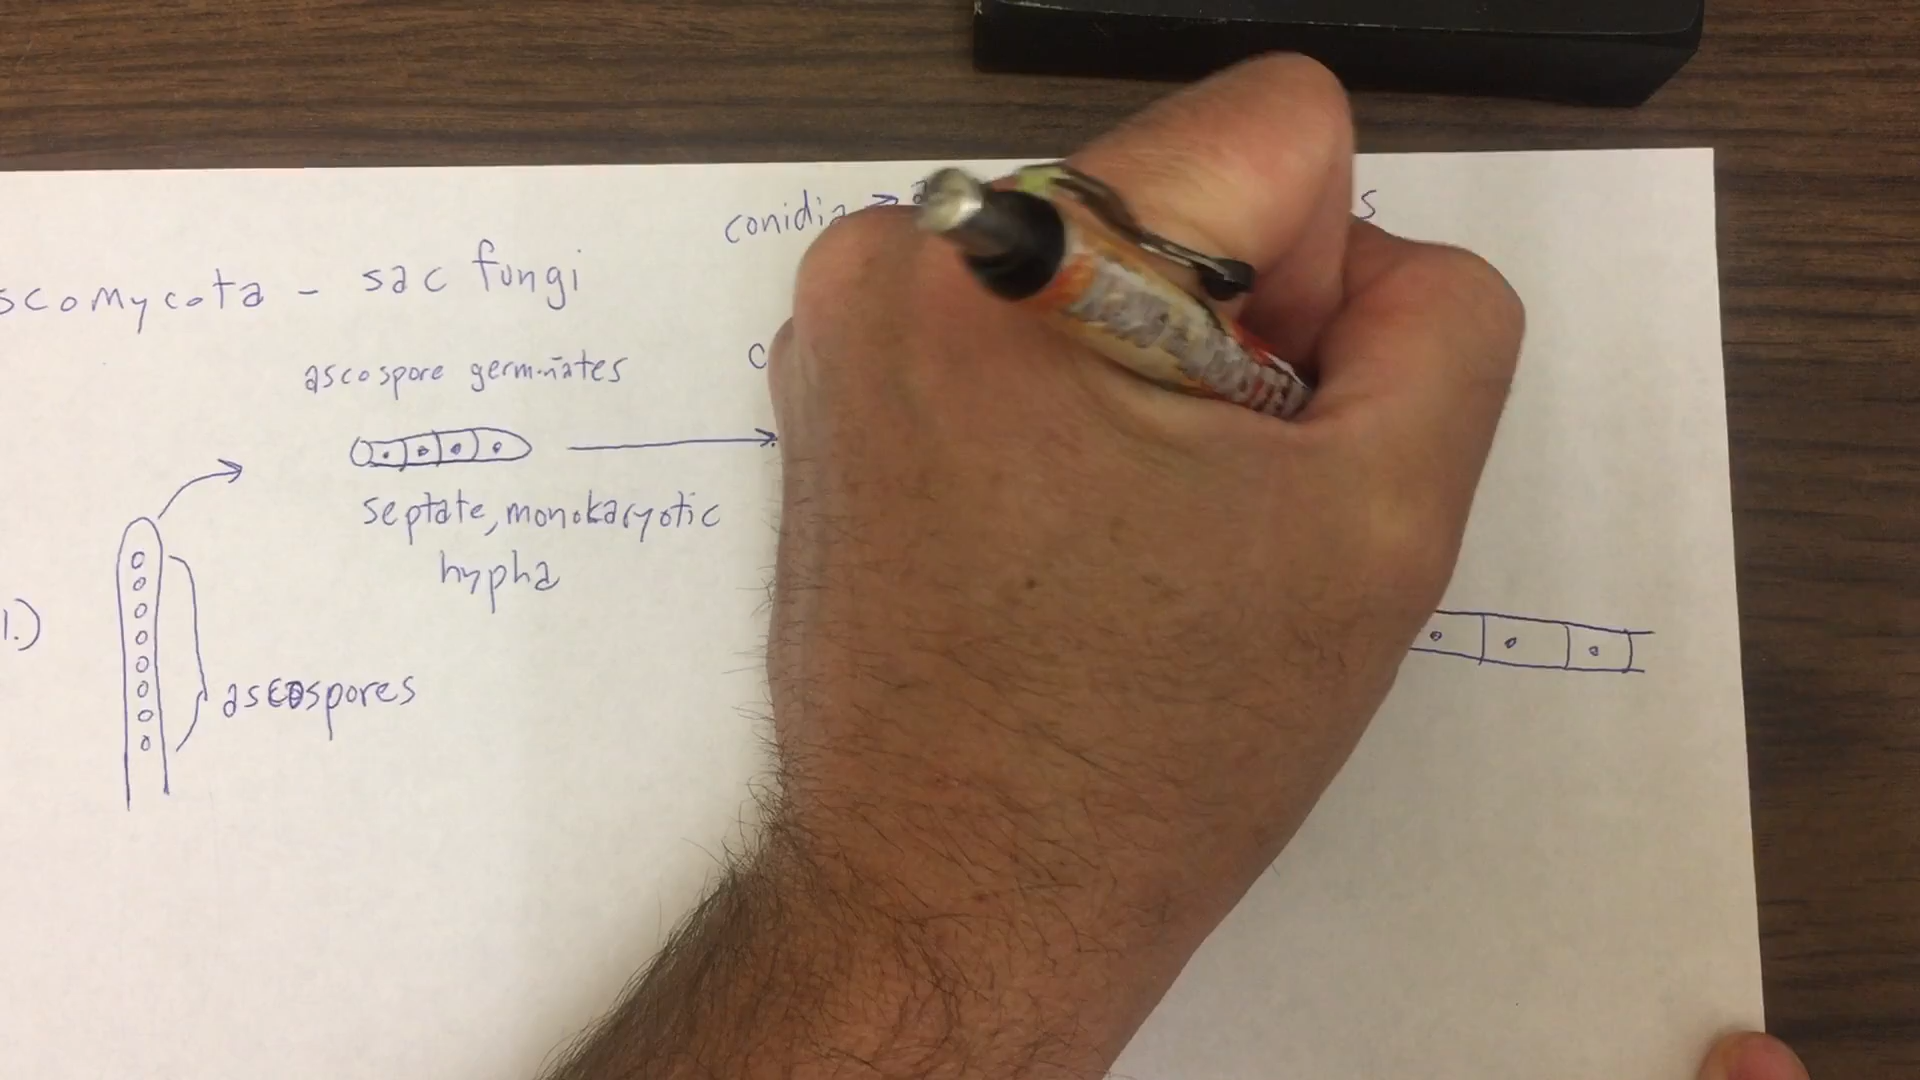 conidia →
scomycota - sac fungi
ascospore germinates
septate, monokaryotic
hypha
1.)
ascospores